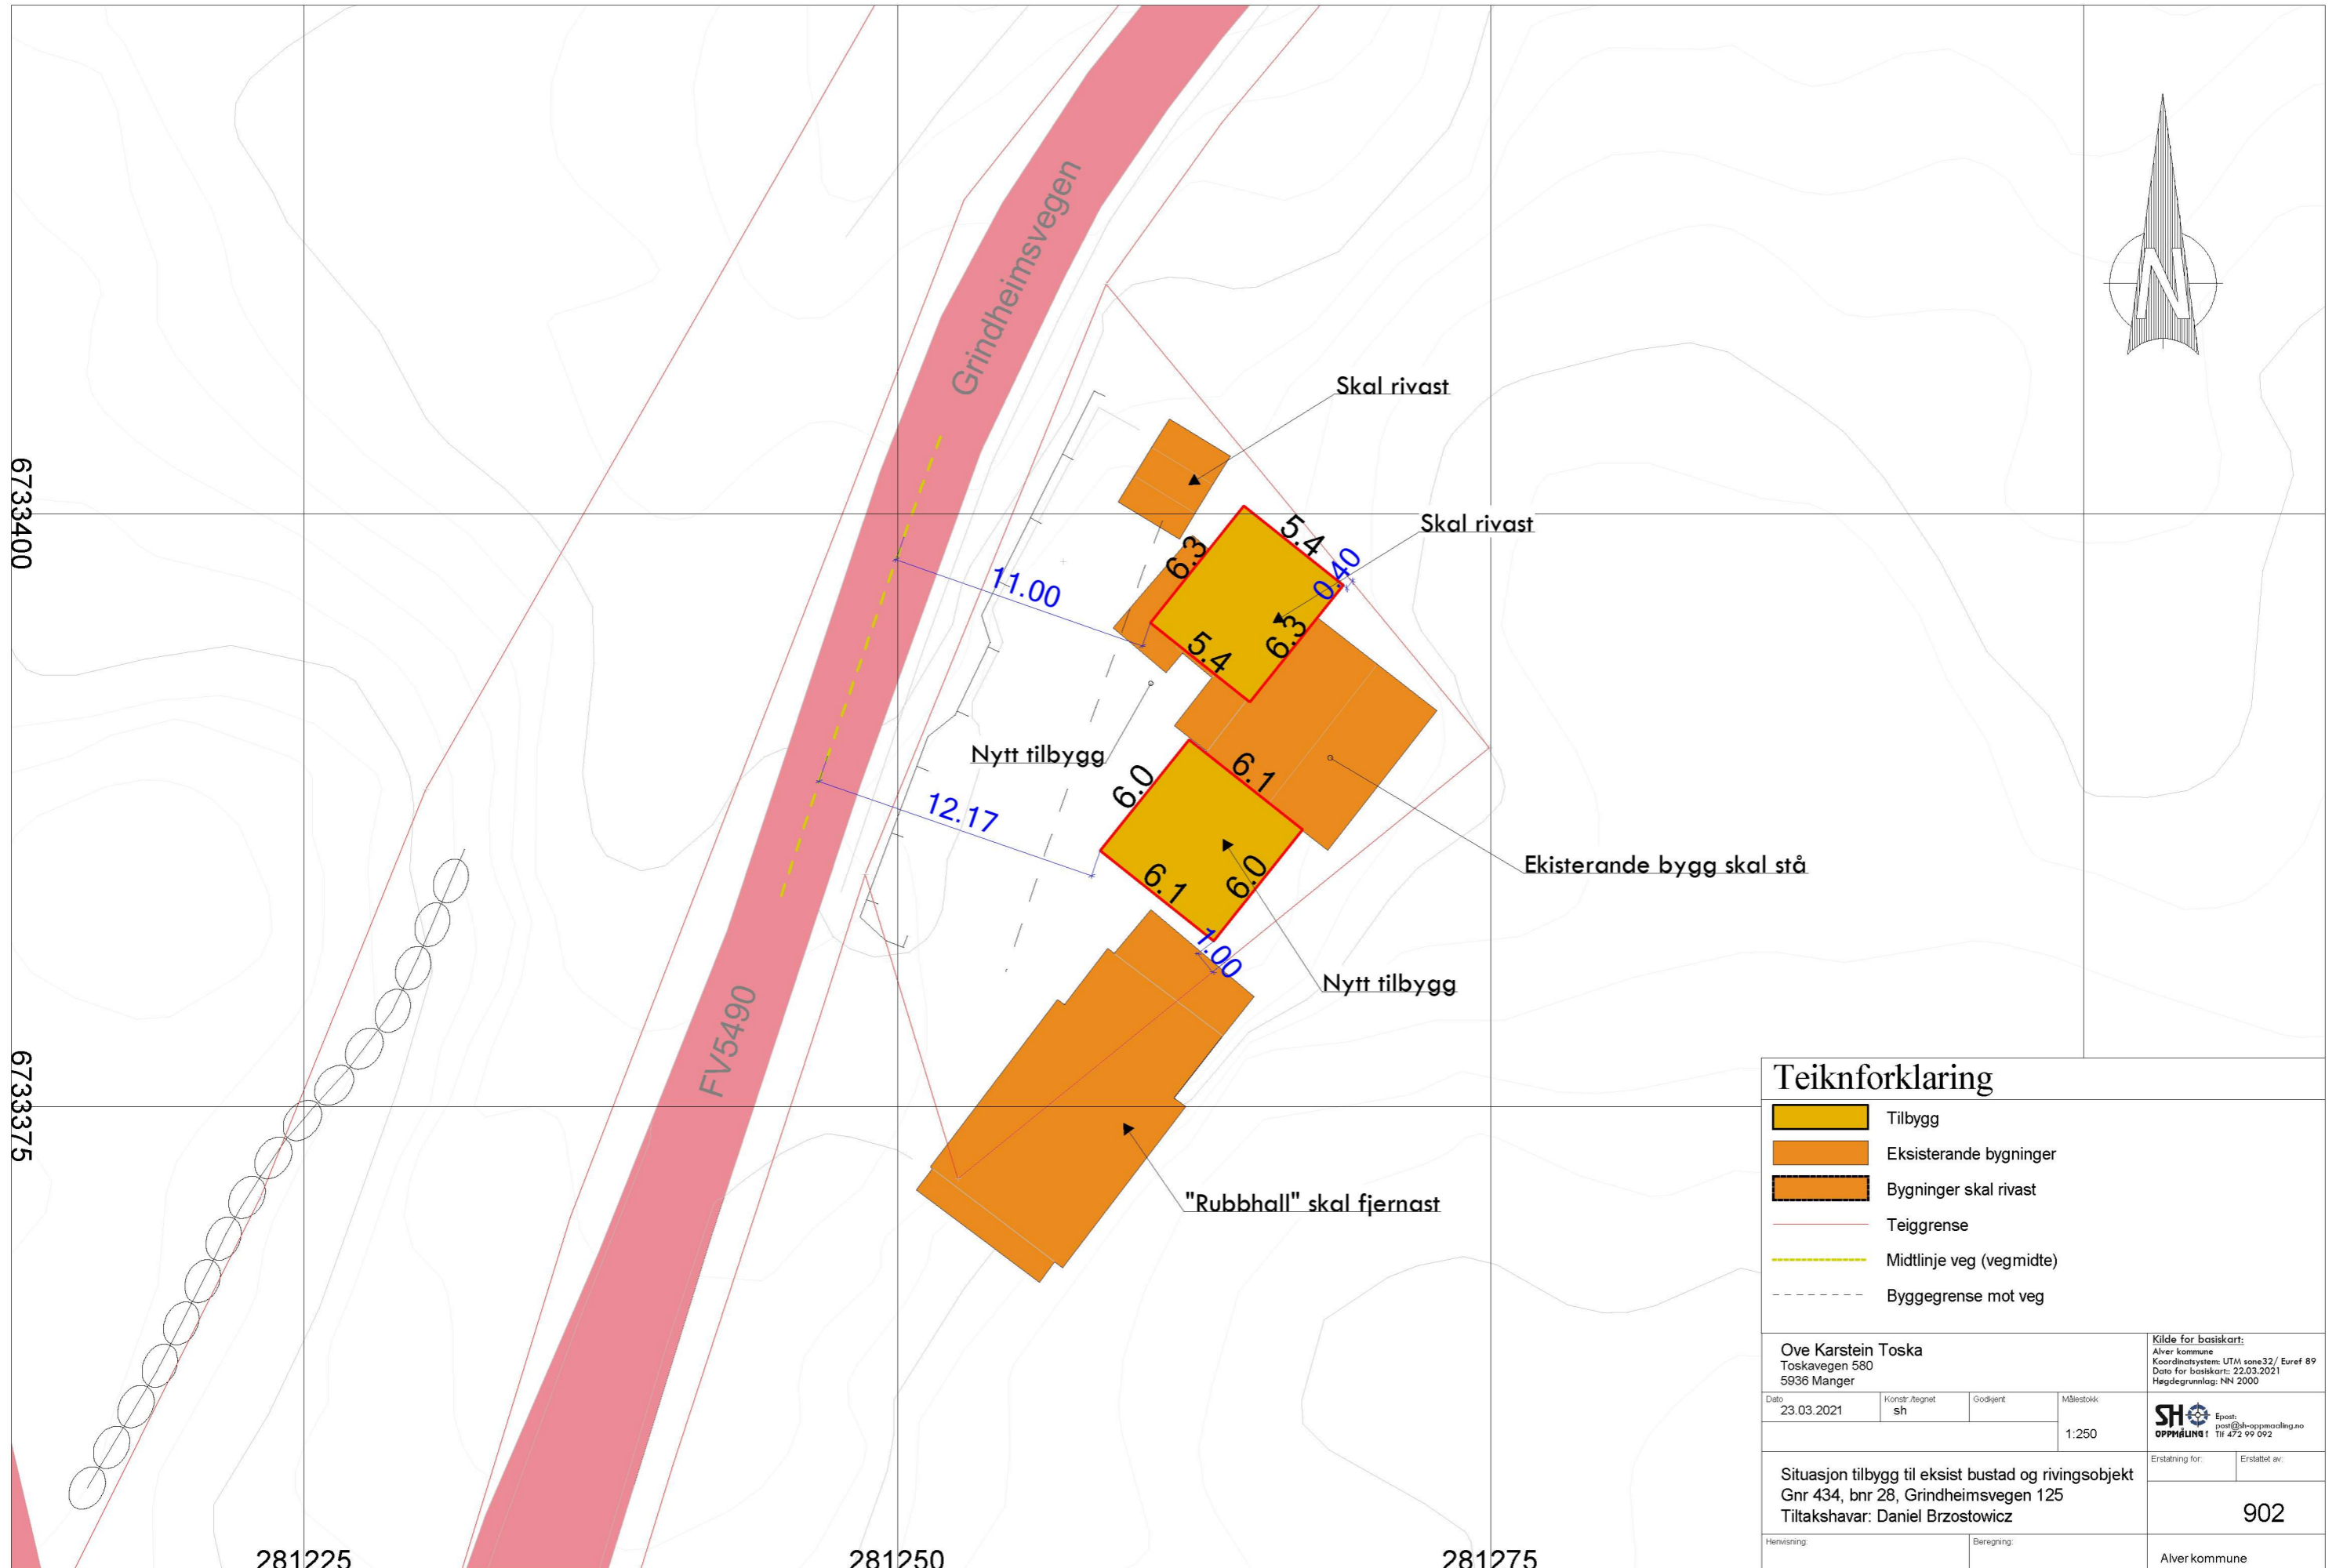 Grindheimsvegen
Skal rivast
Skal rivast
6733400
5.4
6.3
0.40
11.00
6.3
5.4
Nytt tilbygg
6.1
6.0
12.17
Ekisterande bygg skal stå
6.1
6.0
1.00
Nytt tilbygg
FV5490
6733375
"Rubbhall" skal fjernast
281225
281250
281275
N
Teiknforklaring
Tilbygg
Eksisterande bygninger
Bygninger skal rivast
Teiggrense
Midtlinje veg (vegmidte)
Byggegrense mot veg
Ove Karstein Toska
Toskavegen 580
5936 Manger
Kilde for basiskart:
Alver kommune
Koordinatsystem: UTM sone32/ Euref 89
Dato for basiskart:: 22.03.2021
Høgdegrunnlag: NN 2000
Dato
23.03.2021
Konstr./tegnet
sh
Godkjent
Målestokk
1:250
SH
OPPMÅLING
Epost:
post@sh-oppmaaling.no
Tlf 472 99 092
Situasjon tilbygg til eksist bustad og rivingsobjekt
Gnr 434, bnr 28, Grindheimsvegen 125
Tiltakshavar: Daniel Brzostowicz
Erstatning for:
Erstattet av:
902
Henvisning:
Beregning:
Alver kommune